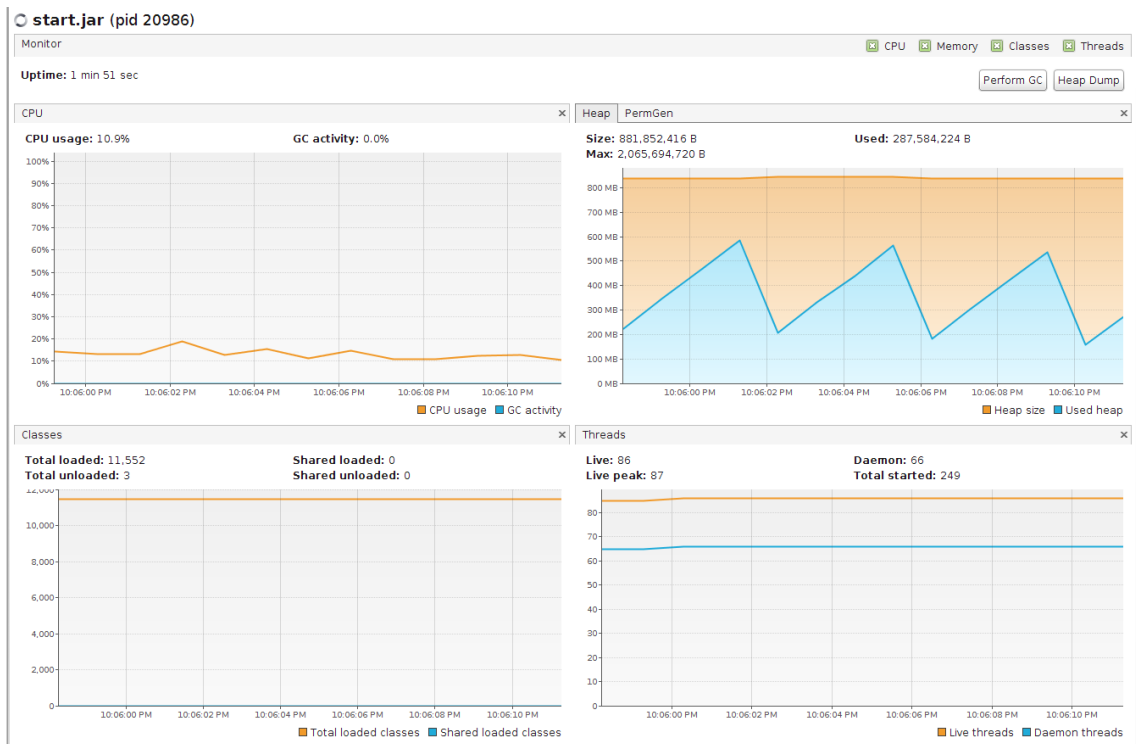 start.jar (pid 20986)
Monitor
CPU Memory Classes Threads
Uptime: 1 min 51 sec
Perform GC Heap Dump
CPU
CPU usage: 10.9% GC activity: 0.0%
100%
90%
80%
70%
60%
50%
40%
30%
20%
10%
0%
10:06:00 PM 10:06:02 PM 10:06:04 PM 10:06:06 PM 10:06:08 PM 10:06:10 PM
CPU usage GC activity
Heap PermGen
Size: 881,852,416 B Used: 287,584,224 B
Max: 2,065,694,720 B
800 MB
700 MB
600 MB
500 MB
400 MB
300 MB
200 MB
100 MB
0 MB
10:06:00 PM 10:06:02 PM 10:06:04 PM 10:06:06 PM 10:06:08 PM 10:06:10 PM
Heap size Used heap
Classes
Total loaded: 11,552 Shared loaded: 0
Total unloaded: 3 Shared unloaded: 0
12,000
10,000
8,000
6,000
4,000
2,000
0
10:06:00 PM 10:06:02 PM 10:06:04 PM 10:06:06 PM 10:06:08 PM 10:06:10 PM
Total loaded classes Shared loaded classes
Threads
Live: 86 Daemon: 66
Live peak: 87 Total started: 249
80
70
60
50
40
30
20
10
0
10:06:00 PM 10:06:02 PM 10:06:04 PM 10:06:06 PM 10:06:08 PM 10:06:10 PM
Live threads Daemon threads